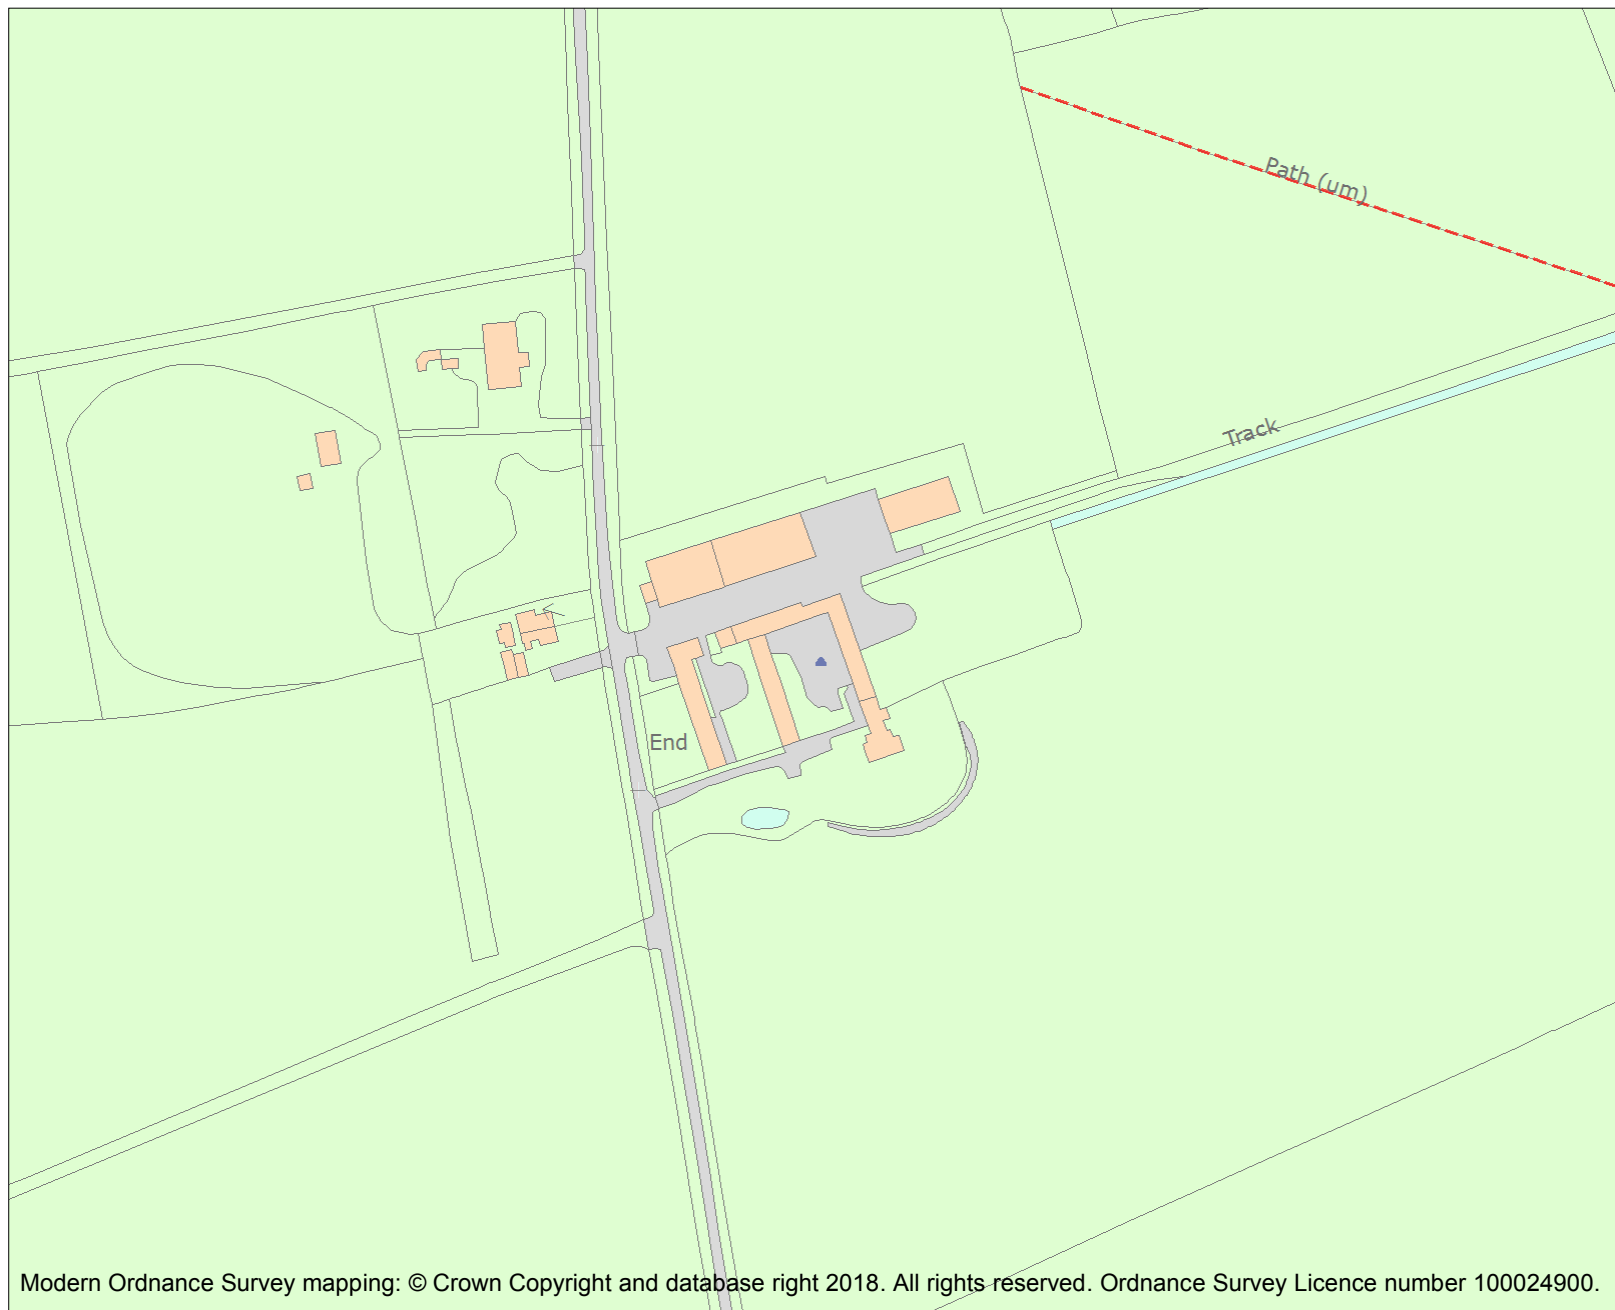 Path (um)
Track
End
Modern Ordnance Survey mapping: © Crown Copyright and database right 2018. All rights reserved. Ordnance Survey Licence number 100024900.